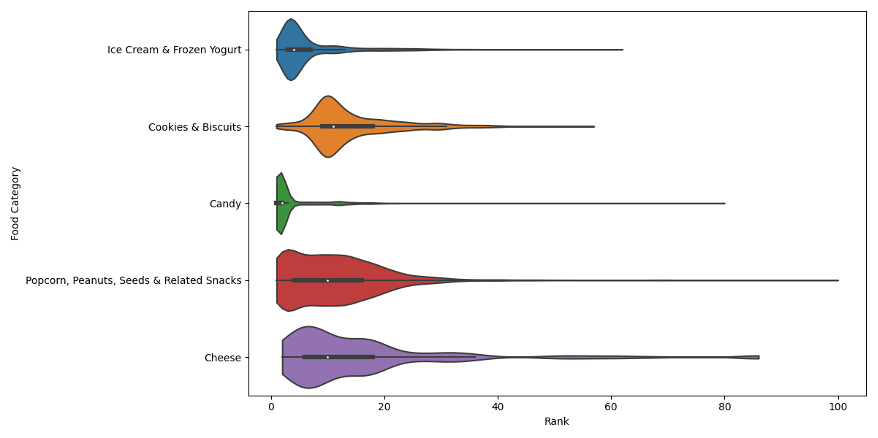 Food Category
Ice Cream & Frozen Yogurt
Cookies & Biscuits
Candy
Popcorn, Peanuts, Seeds & Related Snacks
Cheese
0 20 40 60 80 100
Rank